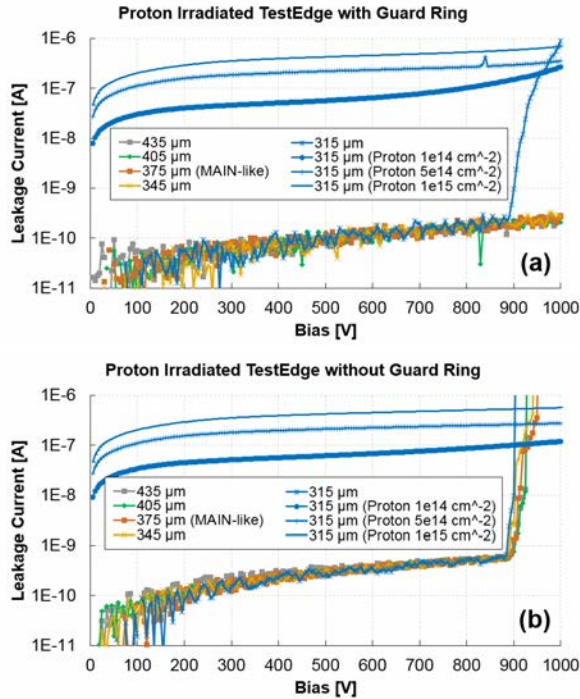 Proton Irradiated TestEdge with Guard Ring
1E-6
1E-7
1E-8
1E-9
1E-10
1E-11
Leakage Current [A]
435 µm
405 µm
375 µm (MAIN-like)
345 µm
315 µm
315 µm (Proton 1e14 cm^-2)
315 µm (Proton 5e14 cm^-2)
315 µm (Proton 1e15 cm^-2)
(a)
0 100 200 300 400 500 600 700 800 900 1000
Bias [V]
Proton Irradiated TestEdge without Guard Ring
1E-6
1E-7
1E-8
1E-9
1E-10
1E-11
Leakage Current [A]
435 µm
405 µm
375 µm (MAIN-like)
345 µm
315 µm
315 µm (Proton 1e14 cm^-2)
315 µm (Proton 5e14 cm^-2)
315 µm (Proton 1e15 cm^-2)
(b)
0 100 200 300 400 500 600 700 800 900 1000
Bias [V]